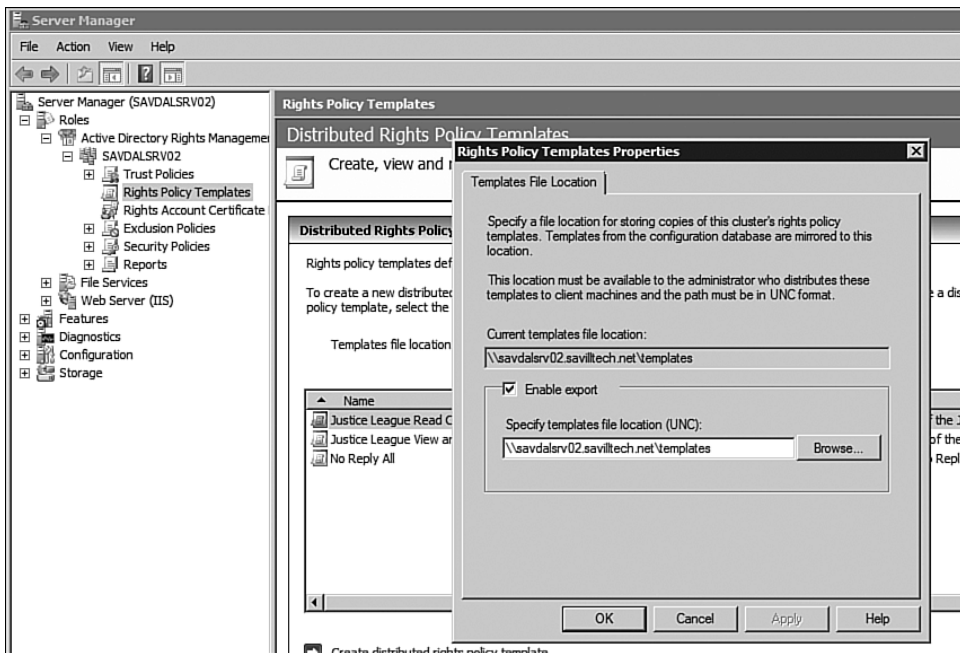 Server Manager
File Action View Help
Server Manager (SAVDALSRV02)
Roles
Active Directory Rights Manageme
SAVDALSRV02
Trust Policies
Rights Policy Templates
Rights Account Certificate
Exclusion Policies
Security Policies
Reports
File Services
Web Server (IIS)
Features
Diagnostics
Configuration
Storage
Rights Policy Templates
Distributed Rights Policy Templates
Create, view and
Distributed Rights Policy
Rights policy templates def
To create a new distributed
policy template, select the
e a dis
Templates file location
Name
Justice League Read C
of the J
Justice League View an
of the
No Reply All
Repl
Create distributed rights policy template
Rights Policy Templates Properties
Templates File Location
Specify a file location for storing copies of this cluster's rights policy
templates. Templates from the configuration database are mirrored to this
location.
This location must be available to the administrator who distributes these
templates to client machines and the path must be in UNC format.
Current templates file location:
\\savdalsrv02.savilltech.net\templates
Enable export
Specify templates file location (UNC):
\\savdalsrv02.savilltech.net\templates
Browse...
OK Cancel Apply Help